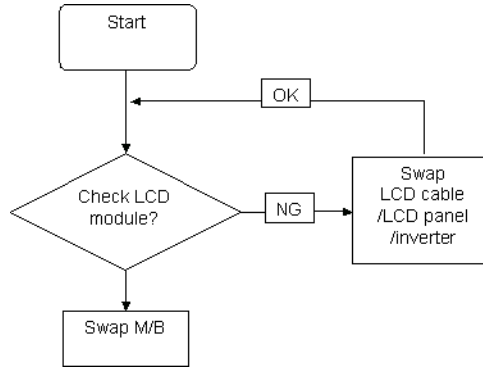 Start
OK
Check LCD
module?
NG
Swap
LCD cable
/LCD panel
/inverter
Swap M/B